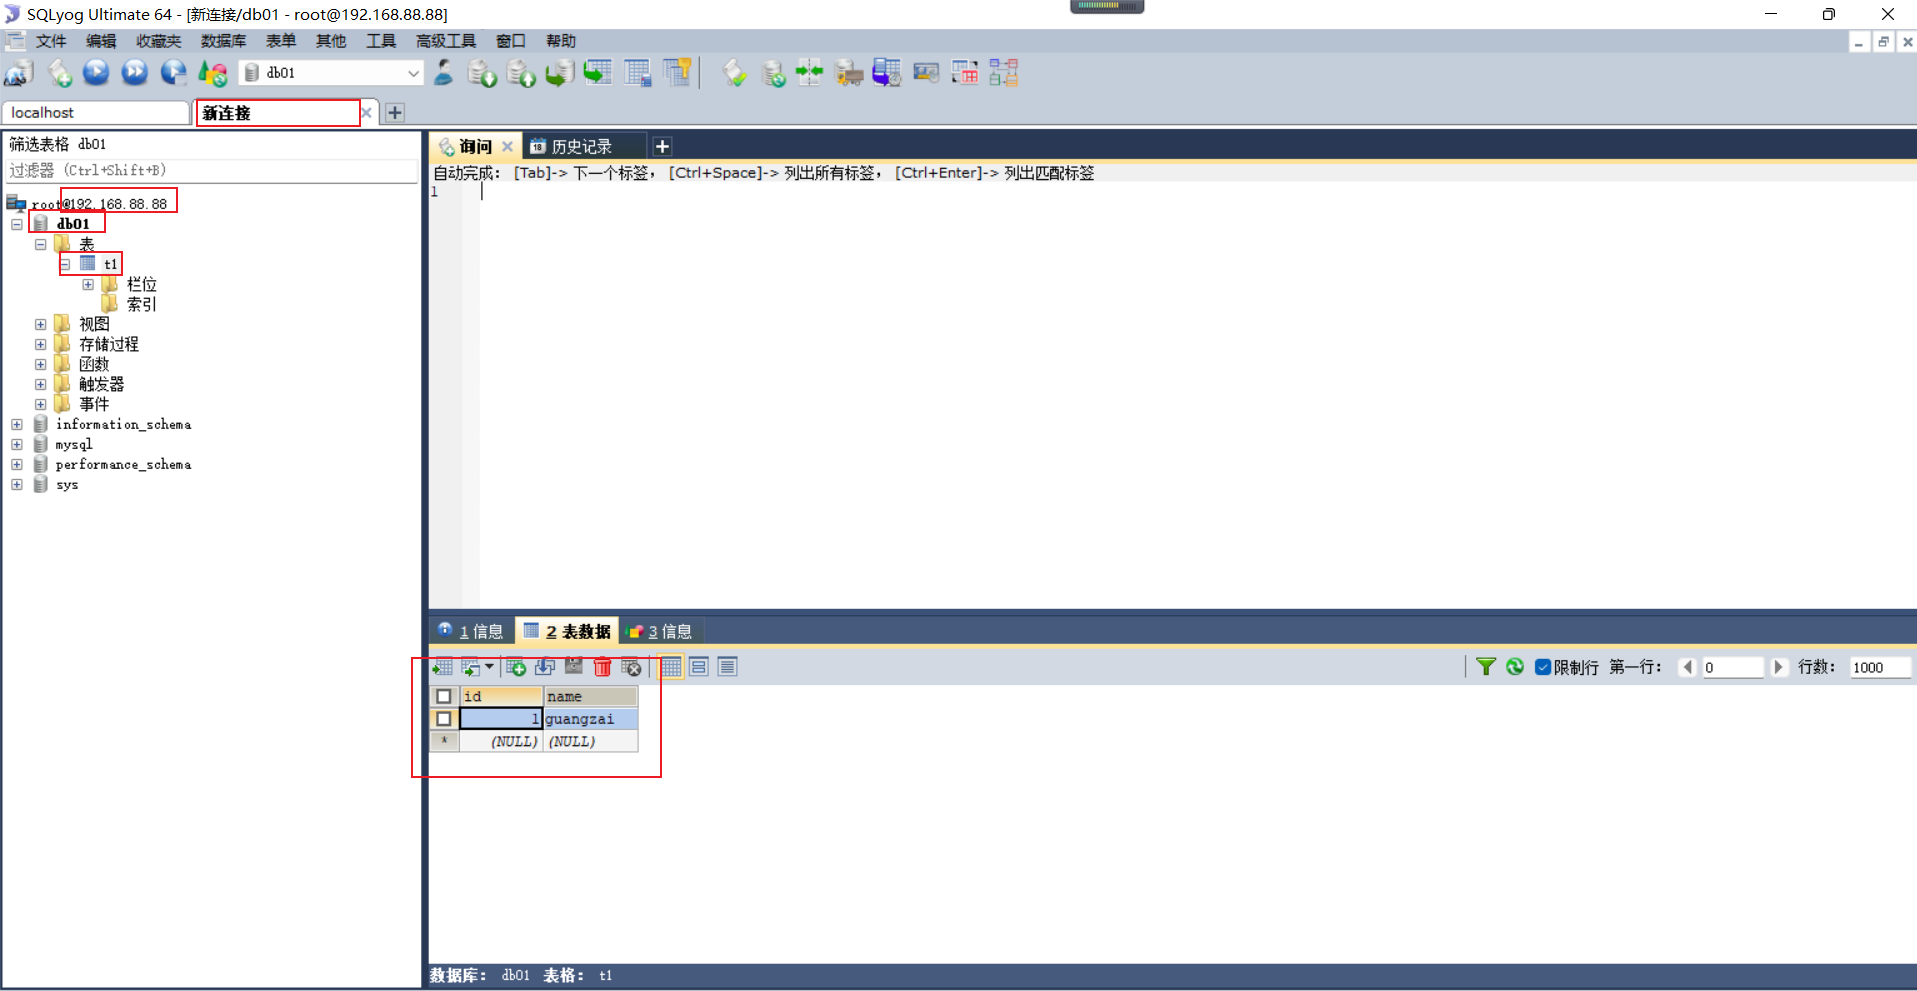 SQLyog Ultimate 64 - [新连接/db01 - root@192.168.88.88]
文件 编辑 收藏夹 数据库 表单 其他 工具 高级工具 窗口 帮助
db01
localhost 新连接
筛选表格 db01
过滤器 (Ctrl+Shift+B)
root@192.168.88.88
db01
表
t1
栏位
索引
视图
存储过程
函数
触发器
事件
information_schema
mysql
performance_schema
sys
询问 18 历史记录
自动完成: [Tab]-> 下一个标签, [Ctrl+Space]-> 列出所有标签, [Ctrl+Enter]-> 列出匹配标签
1
1 信息 2 表数据 3 信息
限制行 第一行: 0 行数: 1000
id name
1 guangzai
* (NULL) (NULL)
数据库: db01 表格: t1